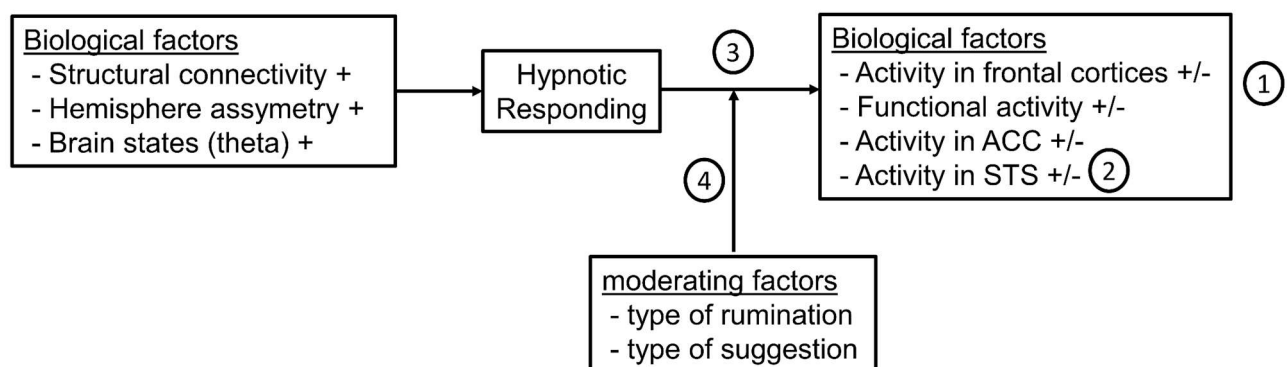 Biological factors
- Structural connectivity +
- Hemisphere assymetry +
- Brain states (theta) +
Hypnotic
Responding
3
Biological factors
- Activity in frontal cortices +/-
- Functional activity +/-
- Activity in ACC +/-
- Activity in STS +/- 2
1
4
moderating factors
- type of rumination
- type of suggestion